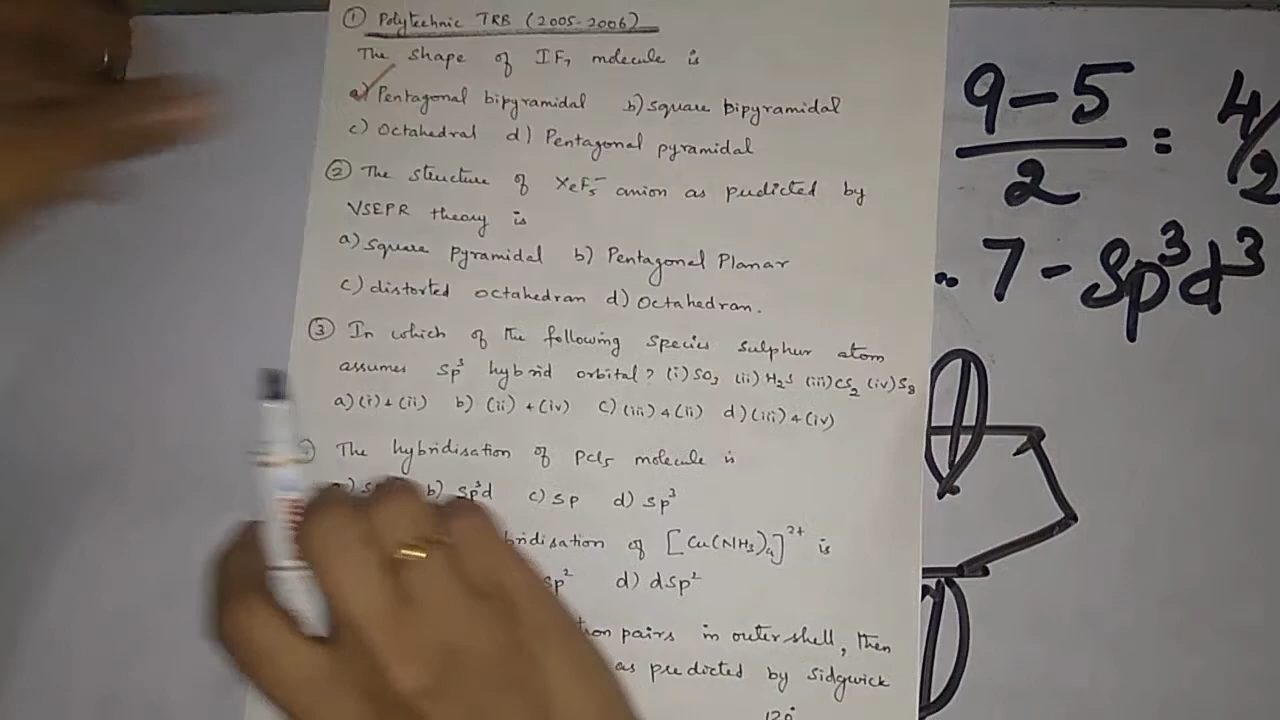 ① Polytechnic TRB (2005-2006)
The shape of IF₇ molecule is
a) Pentagonal bipyramidal b) square bipyramidal
c) Octahedral d) Pentagonal pyramidal
② The structure of XeF₅⁻ anion as predicted by
VSEPR theory is
a) Square pyramidal b) Pentagonal Planar
c) distorted octahedran d) Octahedran.
③ In which of the following Species Sulphur atom
assumes Sp³ hybrid orbital? (i) SO₃ (ii) H₂S (iii) CS₂ (iv) S₈
a) (i) & (ii) b) (ii) & (iv) c) (iii) & (ii) d) (iii) & (iv)
The hybridisation of PCl₅ molecule is
b) Sp³d c) Sp d) Sp³
of [Cu(NH₃)₄]²⁺ is
sp² d) dsp²
pairs in outer shell, then
as predicted by Sidgwick
120°
9-5/2 = 4/2
7 - Sp³d³